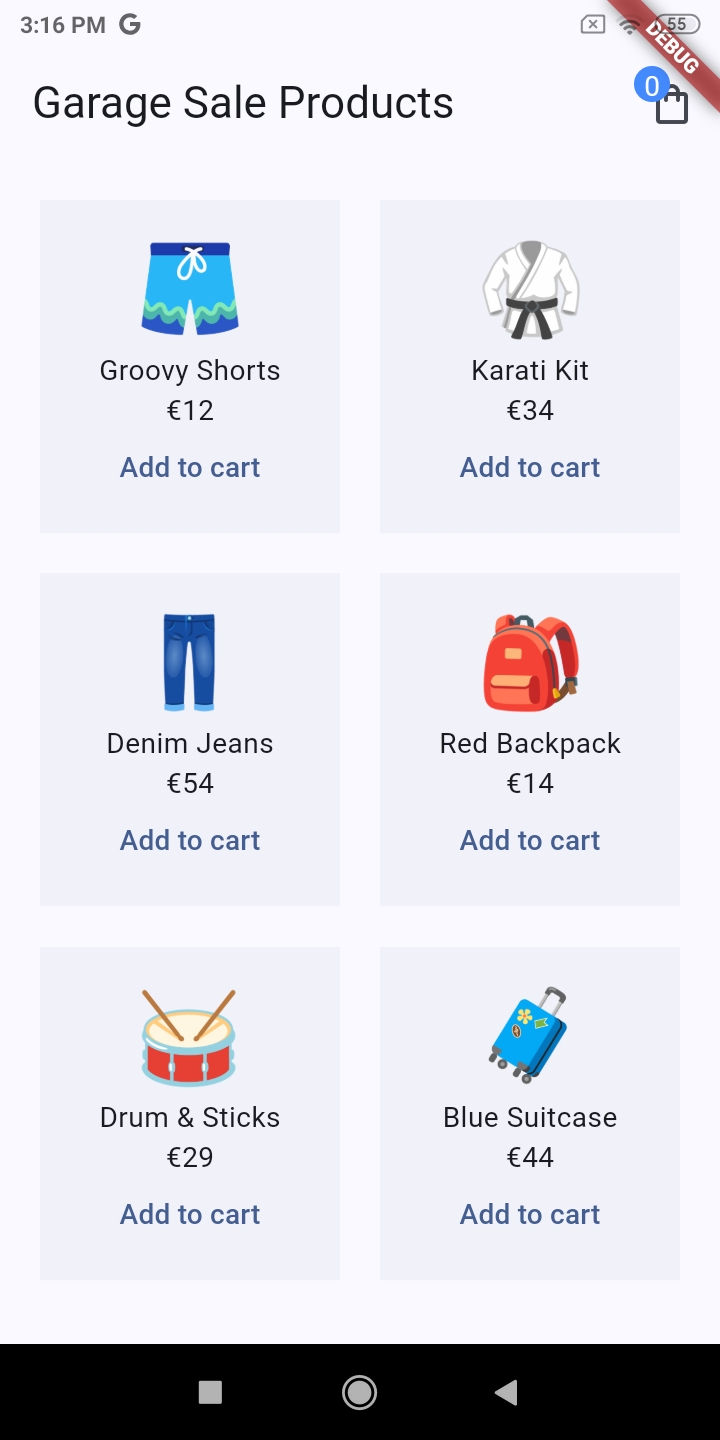 3:16 PM G 55
DEBUG
Garage Sale Products 0
Groovy Shorts
€12
Add to cart
Karati Kit
€34
Add to cart
Denim Jeans
€54
Add to cart
Red Backpack
€14
Add to cart
Drum & Sticks
€29
Add to cart
Blue Suitcase
€44
Add to cart